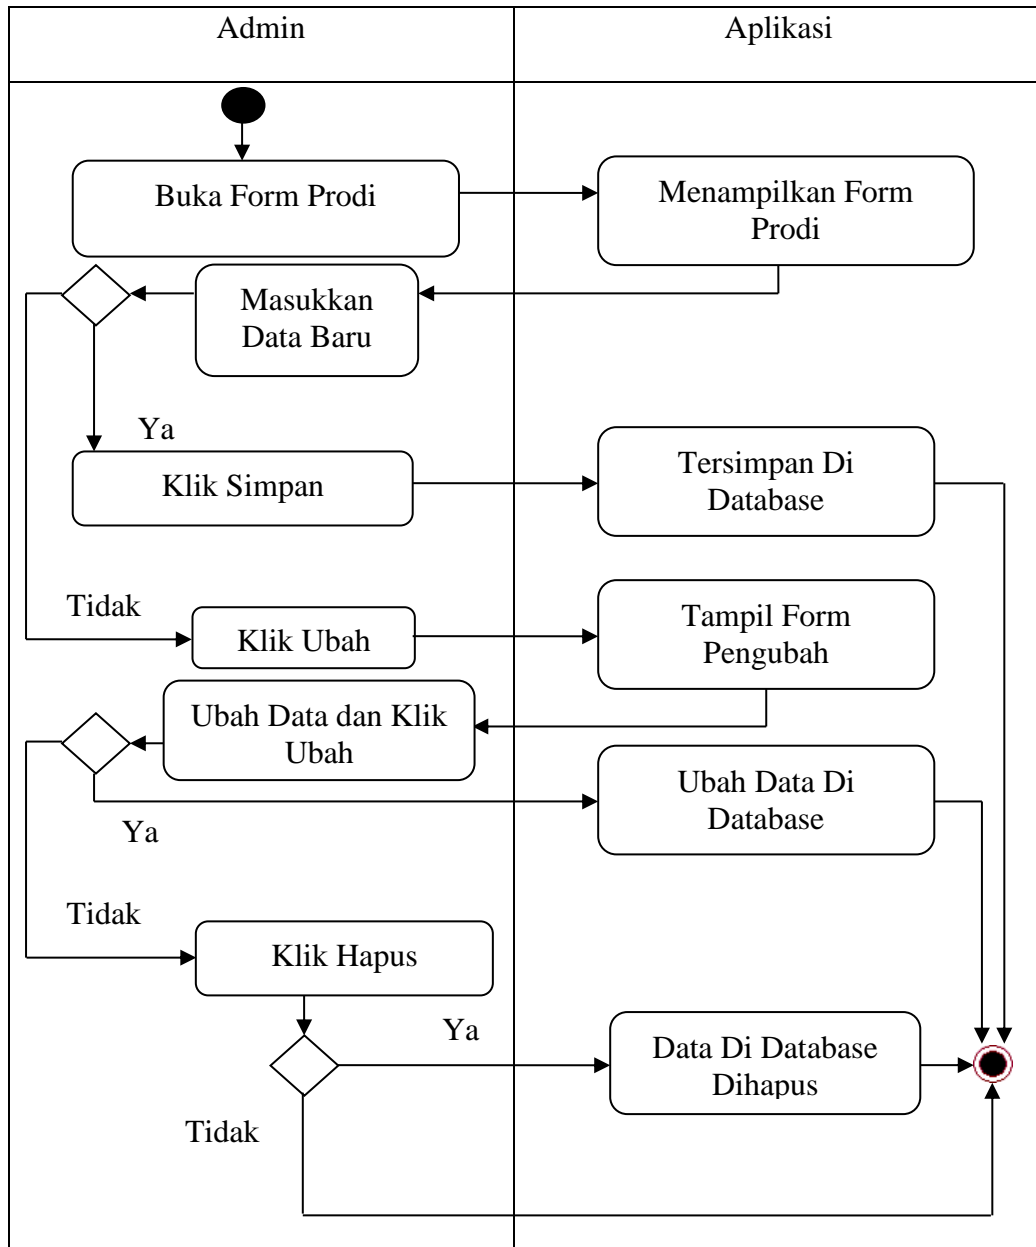 Admin
Aplikasi
Buka Form Prodi
Menampilkan Form
Prodi
Masukkan
Data Baru
Ya
Klik Simpan
Tersimpan Di
Database
Tidak
Klik Ubah
Tampil Form
Pengubah
Ubah Data dan Klik
Ubah
Ubah Data Di
Database
Ya
Tidak
Klik Hapus
Ya
Data Di Database
Dihapus
Tidak